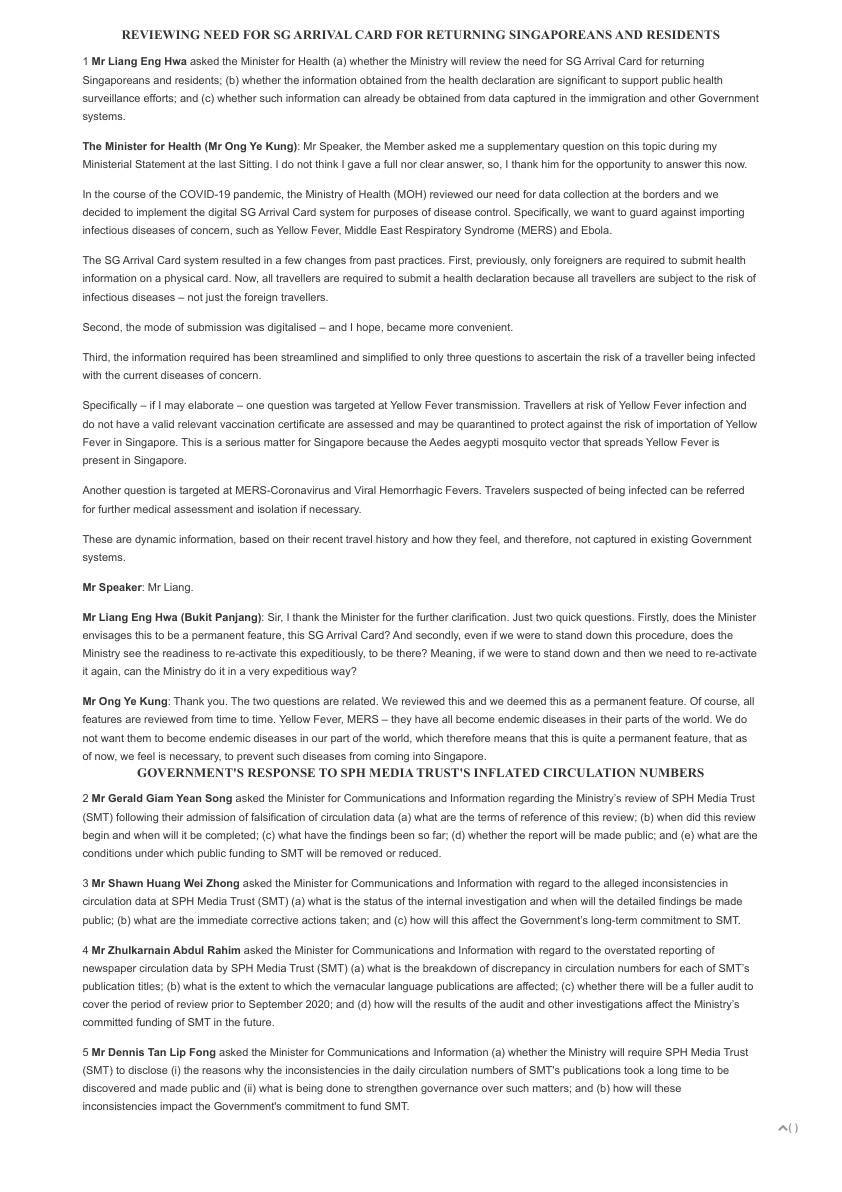 REVIEWING NEED FOR SG ARRIVAL CARD FOR RETURNING SINGAPOREANS AND RESIDENTS
1 Mr Liang Eng Hwa asked the Minister for Health (a) whether the Ministry will review the need for SG Arrival Card for returning
Singaporeans and residents; (b) whether the information obtained from the health declaration are significant to support public health
surveillance efforts; and (c) whether such information can already be obtained from data captured in the immigration and other Government
systems.
The Minister for Health (Mr Ong Ye Kung): Mr Speaker, the Member asked me a supplementary question on this topic during my
Ministerial Statement at the last Sitting. I do not think I gave a full nor clear answer, so, I thank him for the opportunity to answer this now.
In the course of the COVID-19 pandemic, the Ministry of Health (MOH) reviewed our need for data collection at the borders and we
decided to implement the digital SG Arrival Card system for purposes of disease control. Specifically, we want to guard against importing
infectious diseases of concern, such as Yellow Fever, Middle East Respiratory Syndrome (MERS) and Ebola.
The SG Arrival Card system resulted in a few changes from past practices. First, previously, only foreigners are required to submit health
information on a physical card. Now, all travellers are required to submit a health declaration because all travellers are subject to the risk of
infectious diseases – not just the foreign travellers.
Second, the mode of submission was digitalised – and I hope, became more convenient.
Third, the information required has been streamlined and simplified to only three questions to ascertain the risk of a traveller being infected
with the current diseases of concern.
Specifically – if I may elaborate – one question was targeted at Yellow Fever transmission. Travellers at risk of Yellow Fever infection and
do not have a valid relevant vaccination certificate are assessed and may be quarantined to protect against the risk of importation of Yellow
Fever in Singapore. This is a serious matter for Singapore because the Aedes aegypti mosquito vector that spreads Yellow Fever is
present in Singapore.
Another question is targeted at MERS-Coronavirus and Viral Hemorrhagic Fevers. Travelers suspected of being infected can be referred
for further medical assessment and isolation if necessary.
These are dynamic information, based on their recent travel history and how they feel, and therefore, not captured in existing Government
systems.
Mr Speaker: Mr Liang.
Mr Liang Eng Hwa (Bukit Panjang): Sir, I thank the Minister for the further clarification. Just two quick questions. Firstly, does the Minister
envisages this to be a permanent feature, this SG Arrival Card? And secondly, even if we were to stand down this procedure, does the
Ministry see the readiness to re-activate this expeditiously, to be there? Meaning, if we were to stand down and then we need to re-activate
it again, can the Ministry do it in a very expeditious way?
Mr Ong Ye Kung: Thank you. The two questions are related. We reviewed this and we deemed this as a permanent feature. Of course, all
features are reviewed from time to time. Yellow Fever, MERS – they have all become endemic diseases in their parts of the world. We do
not want them to become endemic diseases in our part of the world, which therefore means that this is quite a permanent feature, that as
of now, we feel is necessary, to prevent such diseases from coming into Singapore.
GOVERNMENT'S RESPONSE TO SPH MEDIA TRUST'S INFLATED CIRCULATION NUMBERS
2 Mr Gerald Giam Yean Song asked the Minister for Communications and Information regarding the Ministry's review of SPH Media Trust
(SMT) following their admission of falsification of circulation data (a) what are the terms of reference of this review; (b) when did this review
begin and when will it be completed; (c) what have the findings been so far; (d) whether the report will be made public; and (e) what are the
conditions under which public funding to SMT will be removed or reduced.
3 Mr Shawn Huang Wei Zhong asked the Minister for Communications and Information with regard to the alleged inconsistencies in
circulation data at SPH Media Trust (SMT) (a) what is the status of the internal investigation and when will the detailed findings be made
public; (b) what are the immediate corrective actions taken; and (c) how will this affect the Government's long-term commitment to SMT.
4 Mr Zhulkarnain Abdul Rahim asked the Minister for Communications and Information with regard to the overstated reporting of
newspaper circulation data by SPH Media Trust (SMT) (a) what is the breakdown of discrepancy in circulation numbers for each of SMT's
publication titles; (b) what is the extent to which the vernacular language publications are affected; (c) whether there will be a fuller audit to
cover the period of review prior to September 2020; and (d) how will the results of the audit and other investigations affect the Ministry's
committed funding of SMT in the future.
5 Mr Dennis Tan Lip Fong asked the Minister for Communications and Information (a) whether the Ministry will require SPH Media Trust
(SMT) to disclose (i) the reasons why the inconsistencies in the daily circulation numbers of SMT's publications took a long time to be
discovered and made public and (ii) what is being done to strengthen governance over such matters; and (b) how will these
inconsistencies impact the Government's commitment to fund SMT.
( )